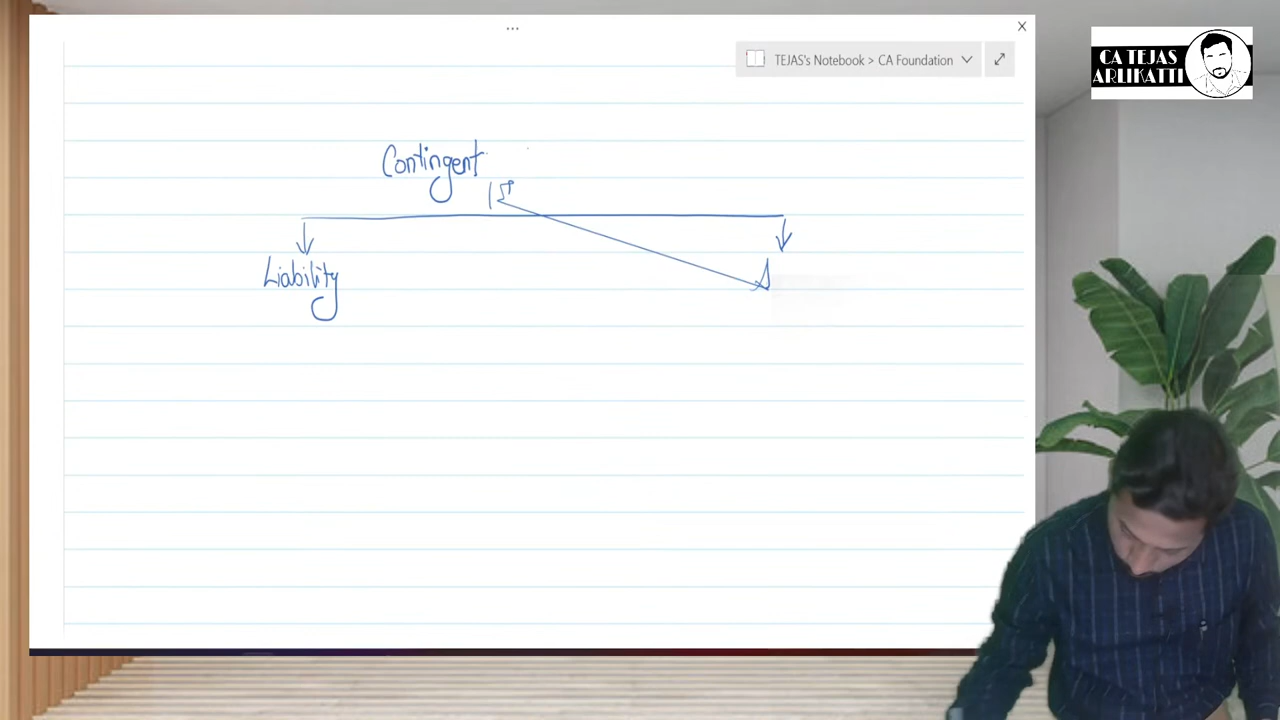 ...
X
TEJAS's Notebook > CA Foundation
CA TEJAS
ARLIKATTI
Contingent
Liability